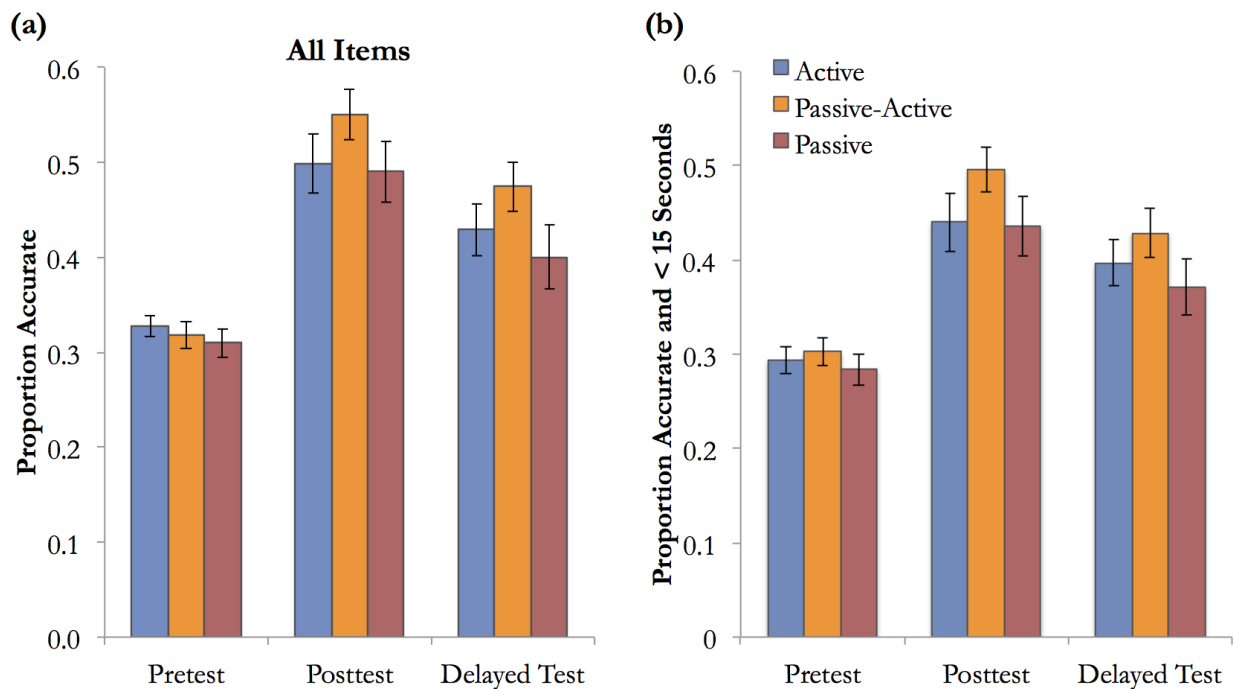 (a)
All Items
Proportion Accurate
0.6
0.5
0.4
0.3
0.2
0.1
0.0
Pretest
Posttest
Delayed Test
(b)
Active
Passive-Active
Passive
Proportion Accurate and < 15 Seconds
0.6
0.5
0.4
0.3
0.2
0.1
0
Pretest
Posttest
Delayed Test